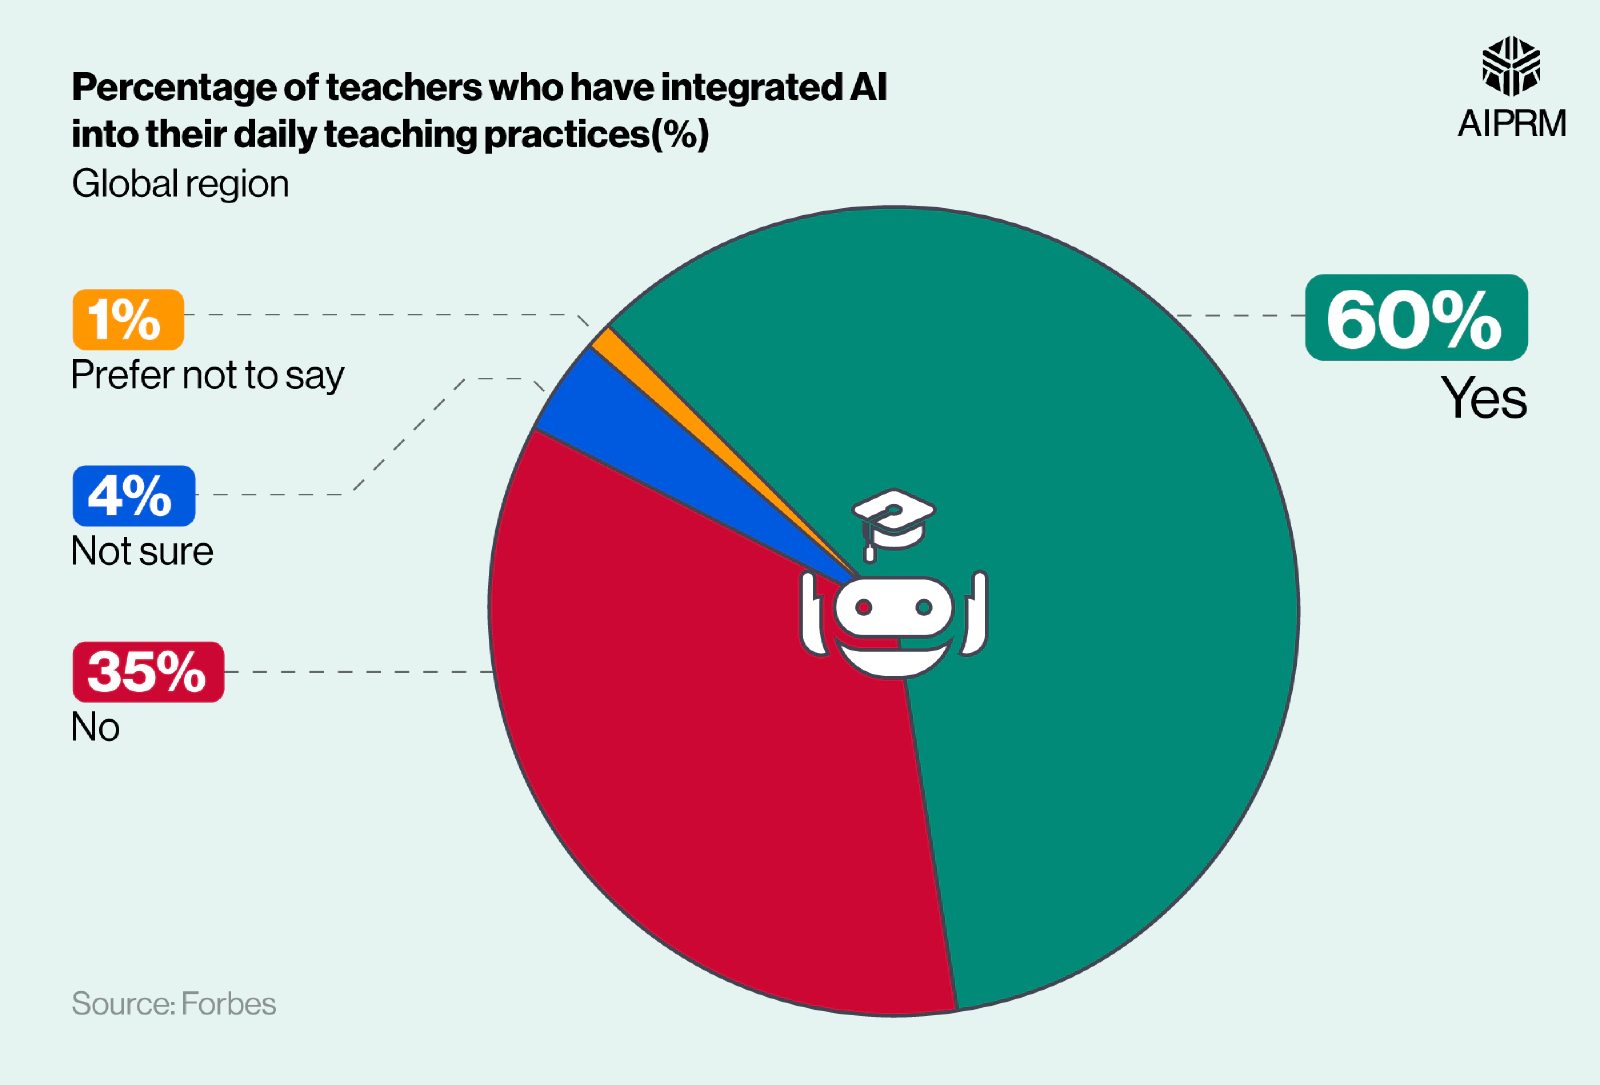 Percentage of teachers who have integrated AI
into their daily teaching practices(%)
Global region
AIPRM
1%
Prefer not to say
4%
Not sure
35%
No
60%
Yes
Source: Forbes